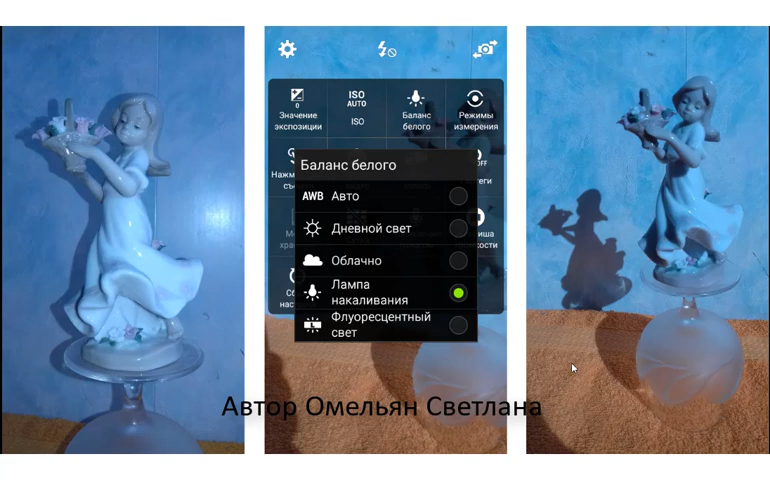 0
Значение
экспозиции
ISO
AUTO
ISO
Баланс
белого
Режимы
измерения
Баланс белого
AWB Авто
Дневной свет
Облачно
Лампа
накаливания
Флуоресцентный
свет
Автор Омельян Светлана